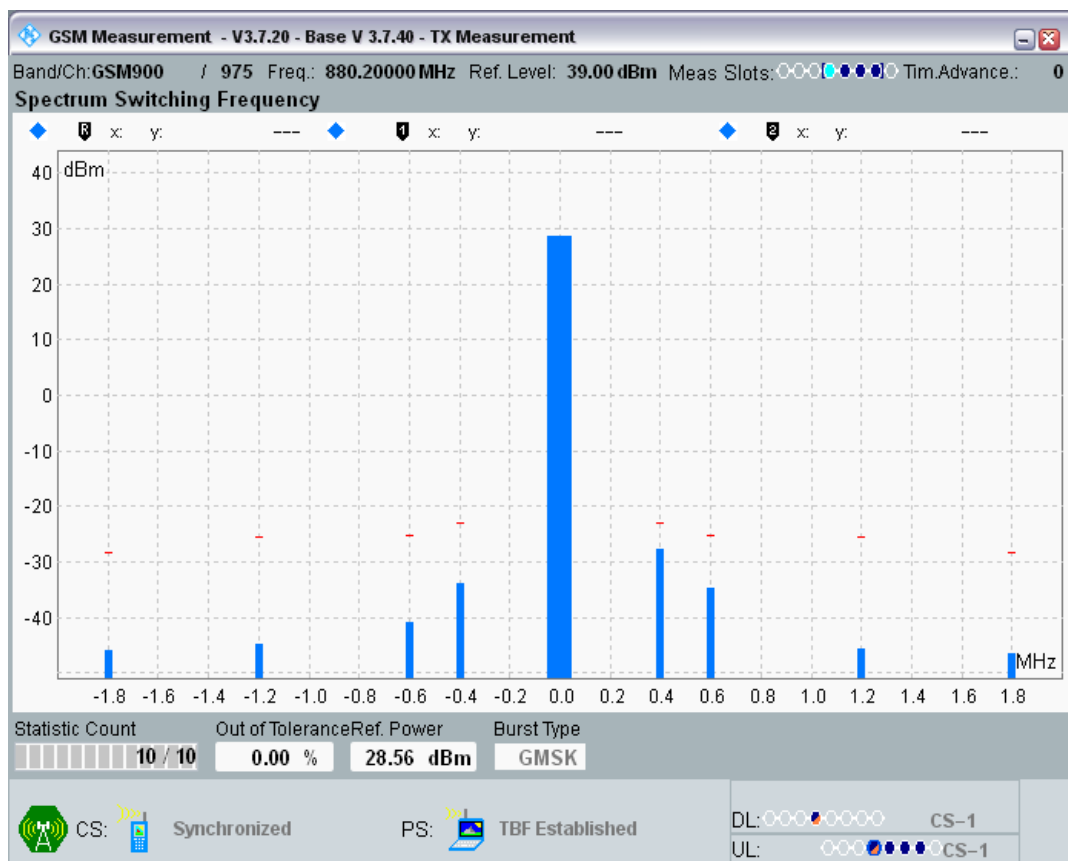 GSM Measurement - V3.7.20 - Base V 3.7.40 - TX Measurement
Band/Ch:GSM900 / 975 Freq.: 880.20000 MHz Ref. Level: 39.00 dBm Meas Slots: Tim.Advance.: 0
Spectrum Switching Frequency
R x: y: --- 1 x: y: --- 2 x: y: ---
dBm
40
30
20
10
0
-10
-20
-30
-40
MHz
-1.8 -1.6 -1.4 -1.2 -1.0 -0.8 -0.6 -0.4 -0.2 0.0 0.2 0.4 0.6 0.8 1.0 1.2 1.4 1.6 1.8
Statistic Count Out of Tolerance Ref. Power Burst Type
10 / 10 0.00 % 28.56 dBm GMSK
CS: Synchronized PS: TBF Established DL: CS-1
UL: CS-1